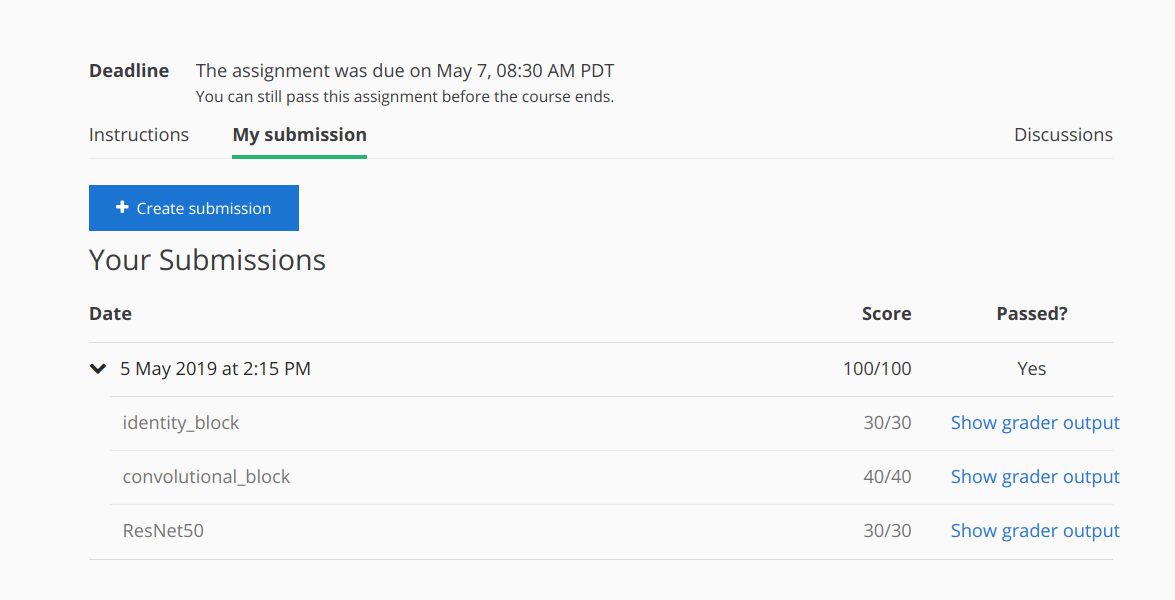 Deadline The assignment was due on May 7, 08:30 AM PDT
You can still pass this assignment before the course ends.
Instructions My submission Discussions
+ Create submission
Your Submissions
Date Score Passed?
5 May 2019 at 2:15 PM 100/100 Yes
identity_block 30/30 Show grader output
convolutional_block 40/40 Show grader output
ResNet50 30/30 Show grader output